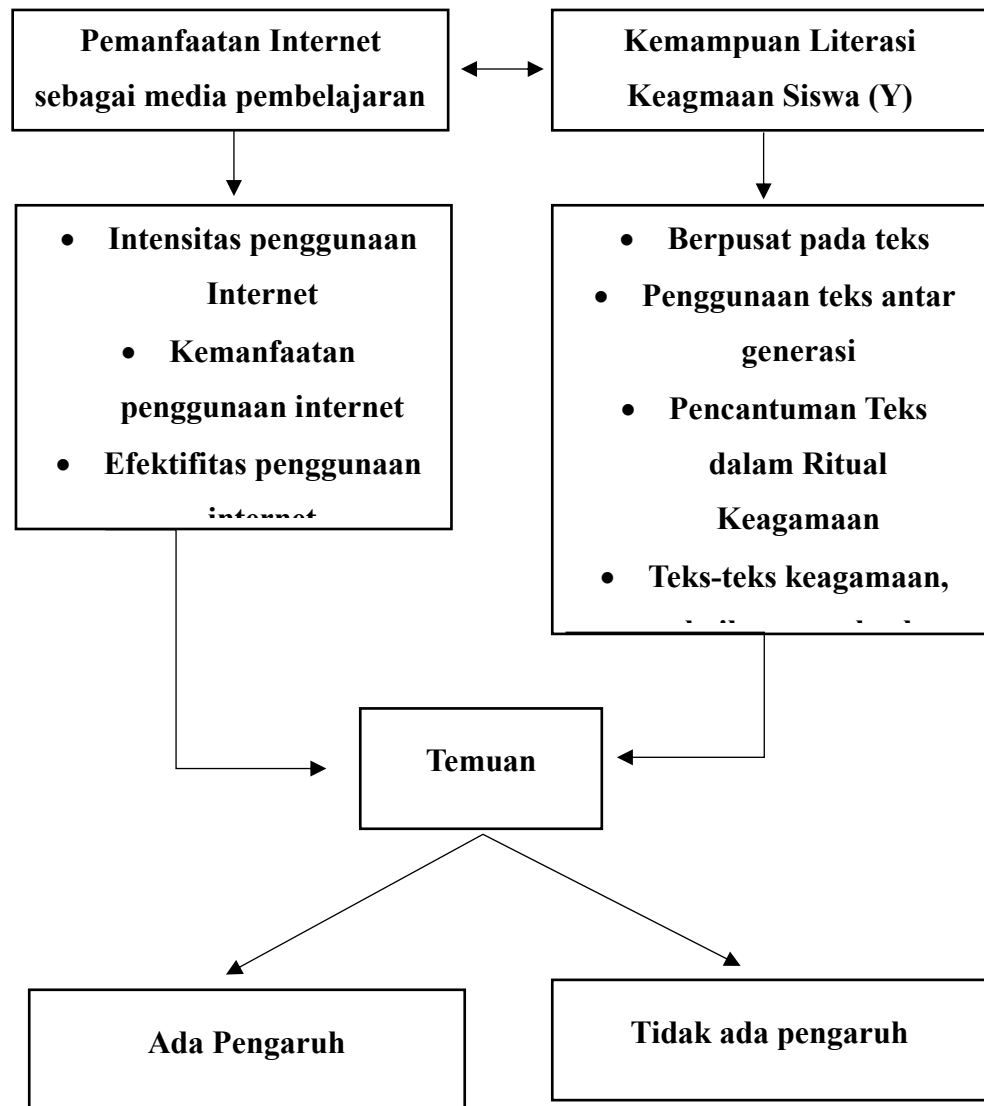 Pemanfaatan Internet
sebagai media pembelajaran
Kemampuan Literasi
Keagmaan Siswa (Y)
• Intensitas penggunaan
Internet
• Kemanfaatan
penggunaan internet
• Efektifitas penggunaan
internet
• Berpusat pada teks
• Penggunaan teks antar
generasi
• Pencantuman Teks
dalam Ritual
Keagamaan
• Teks-teks keagamaan,
Temuan
Ada Pengaruh
Tidak ada pengaruh